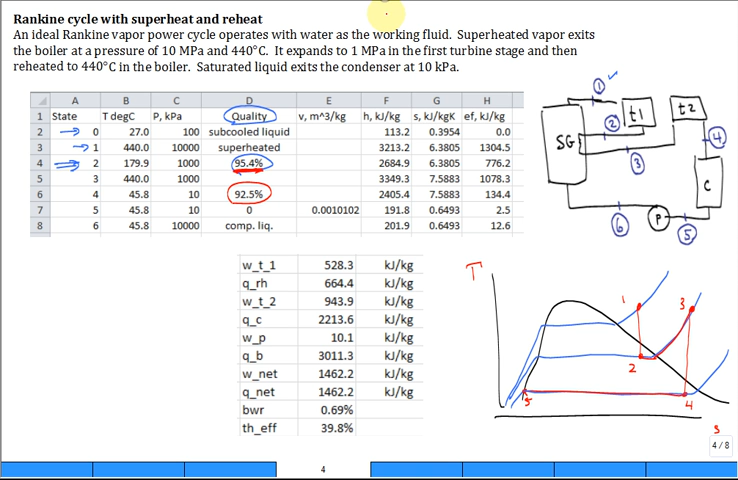 Rankine cycle with superheat and reheat
An ideal Rankine vapor power cycle operates with water as the working fluid. Superheated vapor exits
the boiler at a pressure of 10 MPa and 440°C. It expands to 1 MPa in the first turbine stage and then
reheated to 440°C in the boiler. Saturated liquid exits the condenser at 10 kPa.
A B C D E F G H
1 State T degC P, kPa Quality v, m^3/kg h, kJ/kg s, kJ/kgK ef, kJ/kg
2 0 27.0 100 subcooled liquid 113.2 0.3954 0.0
3 1 440.0 10000 superheated 3213.2 6.3805 1304.5
4 2 179.9 1000 95.4% 2684.9 6.3805 776.2
5 3 440.0 1000 3349.3 7.5883 1078.3
6 4 45.8 10 92.5% 2405.4 7.5883 134.4
7 5 45.8 10 0 0.0010102 191.8 0.6493 2.5
8 6 45.8 10000 comp. liq. 201.9 0.6493 12.6
w_t_1 528.3 kJ/kg
q_rh 664.4 kJ/kg
w_t_2 943.9 kJ/kg
q_c 2213.6 kJ/kg
w_p 10.1 kJ/kg
q_b 3011.3 kJ/kg
w_net 1462.2 kJ/kg
q_net 1462.2 kJ/kg
bwr 0.69%
th_eff 39.8%
1
t1
t2
2
SG
4
3
C
6
P
5
T
1
3
2
5
4
s
4 / 8
4